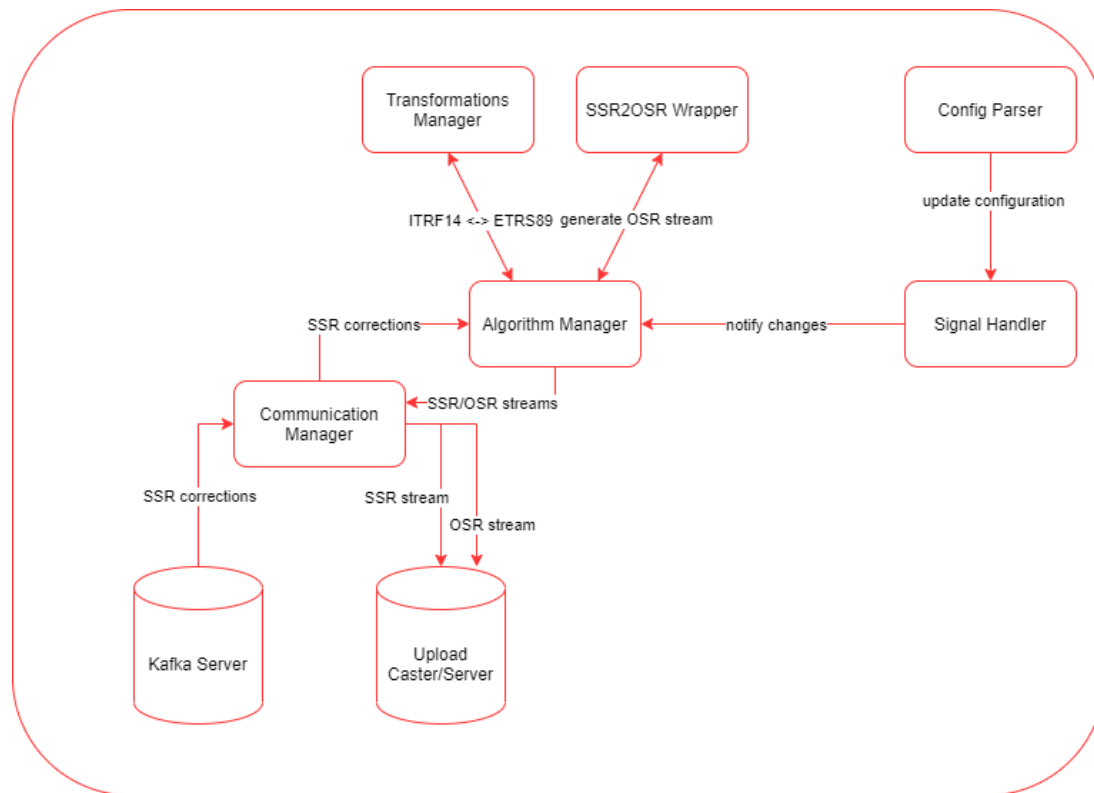 Transformations
Manager
SSR2OSR Wrapper
Config Parser
ITRF14 <-> ETRS89
generate OSR stream
update configuration
SSR corrections
Algorithm Manager
notify changes
Signal Handler
SSR/OSR streams
Communication
Manager
SSR corrections
SSR stream
OSR stream
Kafka Server
Upload
Caster/Server